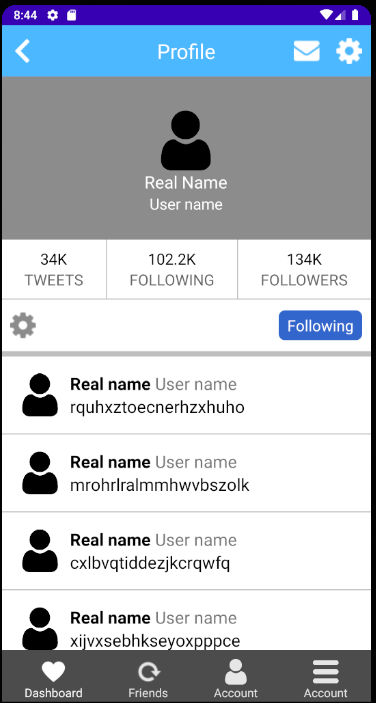 8:44
Profile
Real Name
User name
34K
TWEETS
102.2K
FOLLOWING
134K
FOLLOWERS
Following
Real name User name
rquhxztoecnerhzxhuho
Real name User name
mrohrlralmmhwvbszolk
Real name User name
cxlbvqtiddezjkcrqwfq
Real name User name
xijvxsebhkseyoxpppce
Dashboard
Friends
Account
Account